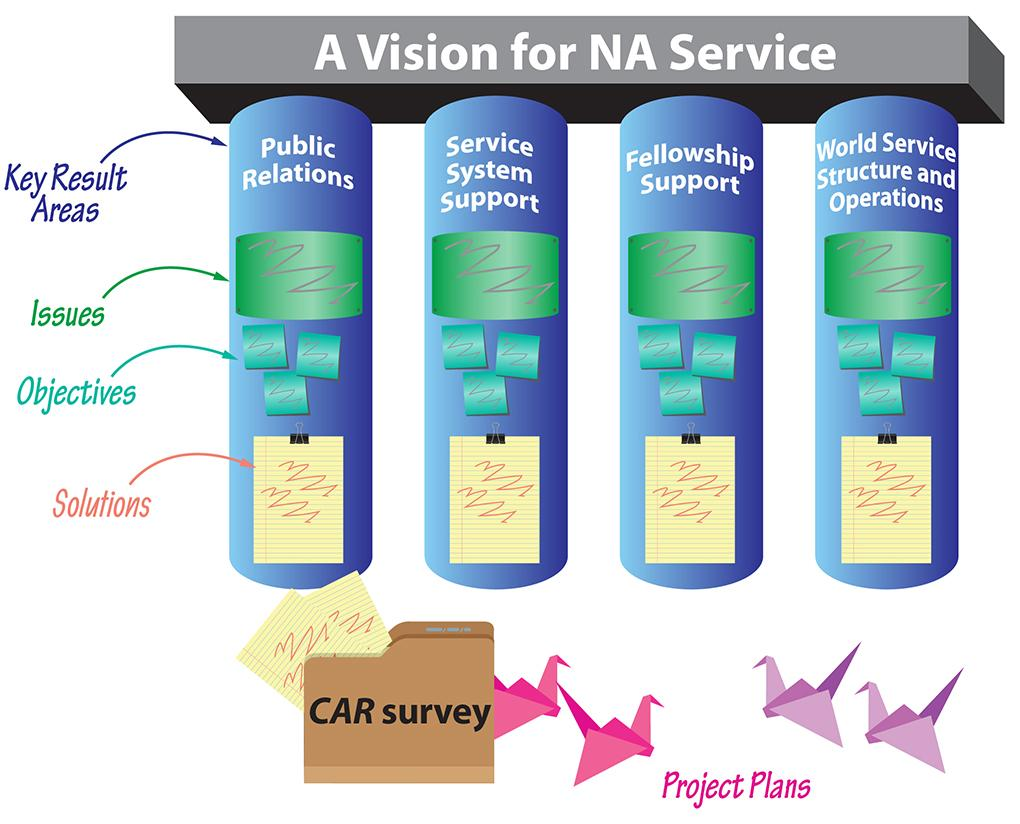 A Vision for NA Service
Key Result
Areas
Public
Relations
Service
System
Support
Fellowship
Support
World Service
Structure and
Operations
Issues
Objectives
Solutions
CAR survey
Project Plans